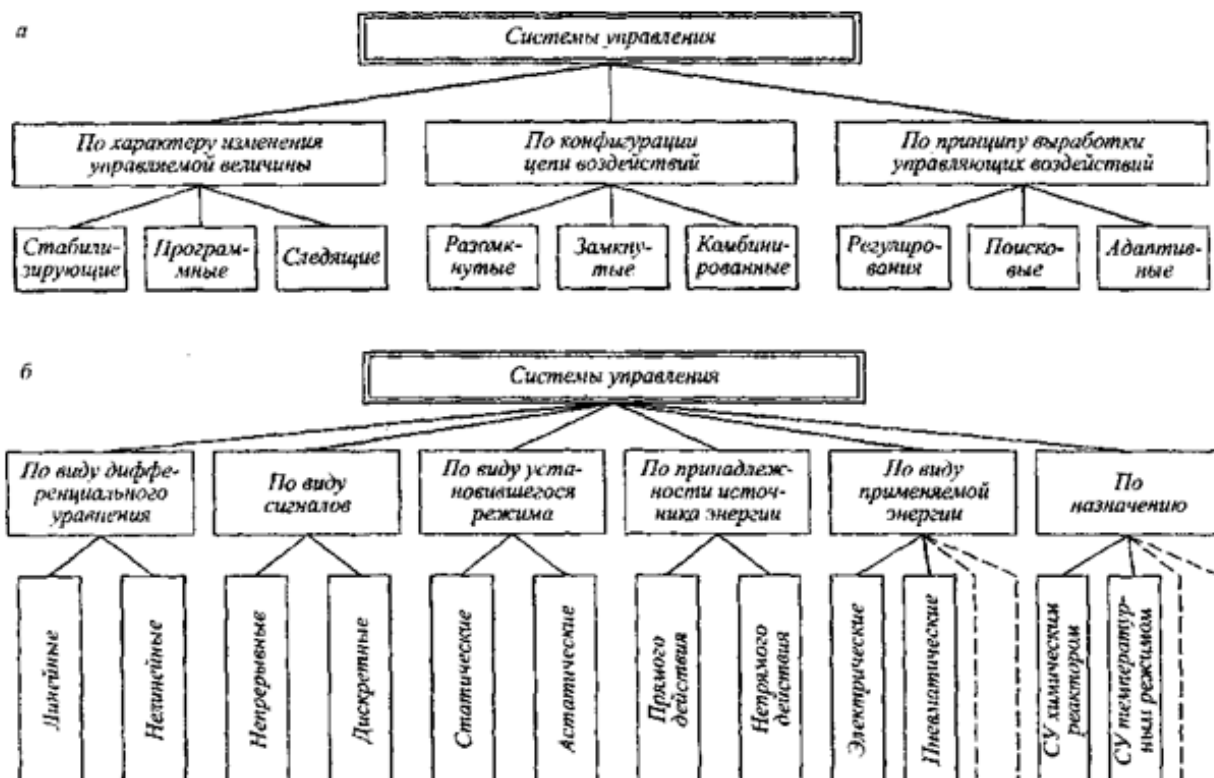 а
Системы управления
По характеру изменения
управляемой величины
По конфигурации
цепи воздействий
По принципу выработки
управляющих воздействий
Стабили-
зирующие
Програм-
мные
Следящие
Разомк-
нутые
Замкну-
тые
Комбини-
рованные
Регулиро-
вания
Поиско-
вые
Адаптив-
ные
б
Системы управления
По виду диффе-
ренциального
уравнения
По виду
сигналов
По виду уста-
новившегося
режима
По принадлеж-
ности источ-
ника энергии
По виду
применяемой
энергии
По
назначению
Линейные
Нелинейные
Непрерывные
Дискретные
Статические
Астатические
Прямого
действия
Непрямого
действия
Электрические
Пневматические
СУ химическим
реактором
СУ температур-
ным режимом